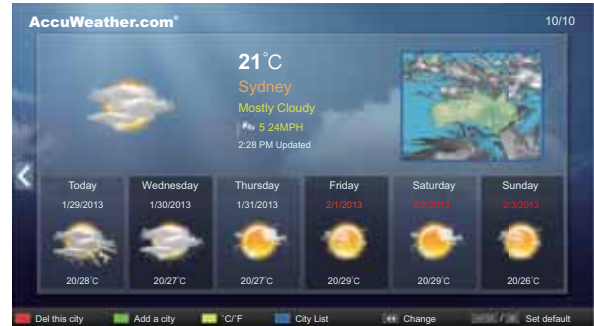 AccuWeather.com®
10/10
21°C
Sydney
Mostly Cloudy
5 24MPH
2:28 PM Updated
Today Wednesday Thursday Friday Saturday Sunday
1/29/2013 1/30/2013 1/31/2013 2/1/2013 2/2/2013 2/3/2013
20/28°C 20/27°C 20/27°C 20/29°C 20/29°C 20/26°C
Del this city Add a city °C/°F City List Change Set default